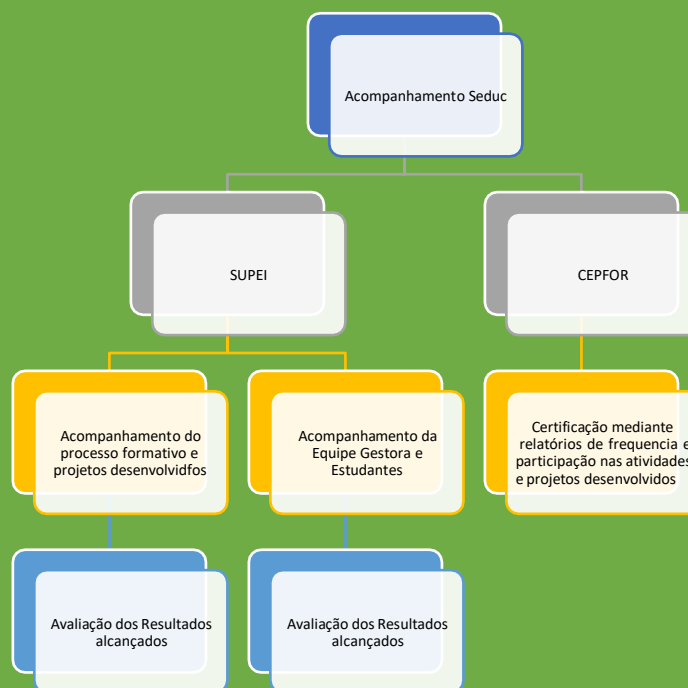 Acompanhamento Seduc
SUPEI
CEPFOR
Acompanhamento do
processo formativo e
projetos desenvolvidfos
Acompanhamento da
Equipe Gestora e
Estudantes
Certificação mediante
relatórios de frequencia e
participação nas atividades
e projetos desenvolvidos
Avaliação dos Resultados
alcançados
Avaliação dos Resultados
alcançados